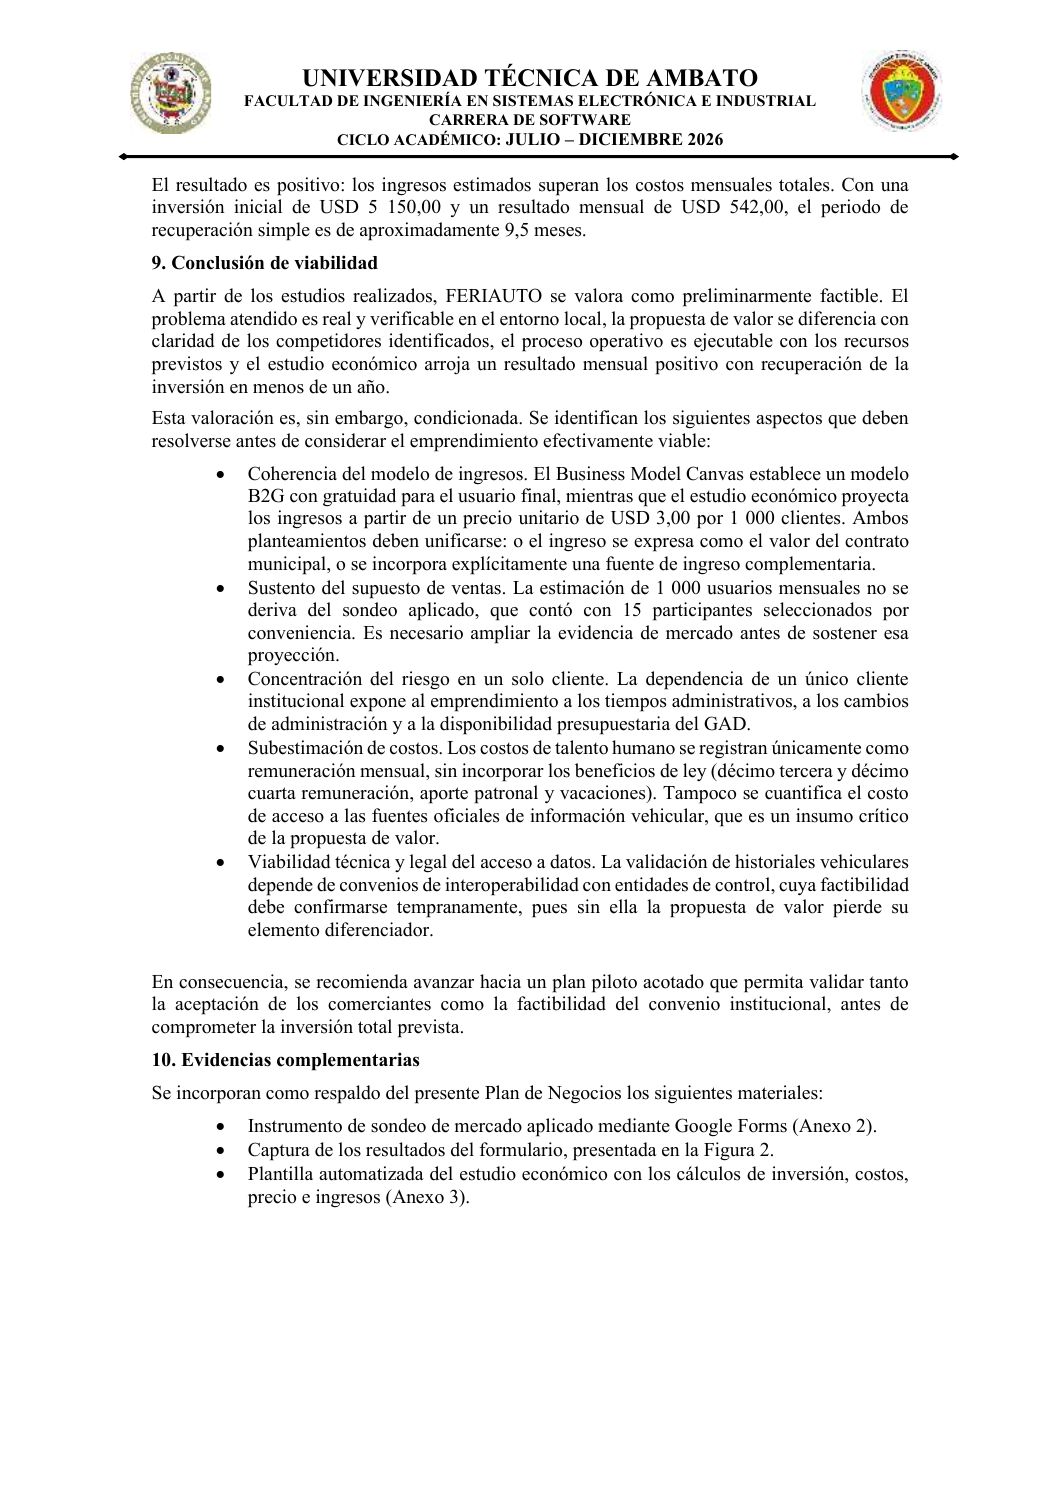 UNIVERSIDAD TÉCNICA DE AMBATO
FACULTAD DE INGENIERÍA EN SISTEMAS ELECTRÓNICA E INDUSTRIAL
CARRERA DE SOFTWARE
CICLO ACADÉMICO: JULIO – DICIEMBRE 2026
El resultado es positivo: los ingresos estimados superan los costos mensuales totales. Con una
inversión inicial de USD 5 150,00 y un resultado mensual de USD 542,00, el periodo de
recuperación simple es de aproximadamente 9,5 meses.
9. Conclusión de viabilidad
A partir de los estudios realizados, FERIAUTO se valora como preliminarmente factible. El
problema atendido es real y verificable en el entorno local, la propuesta de valor se diferencia con
claridad de los competidores identificados, el proceso operativo es ejecutable con los recursos
previstos y el estudio económico arroja un resultado mensual positivo con recuperación de la
inversión en menos de un año.
Esta valoración es, sin embargo, condicionada. Se identifican los siguientes aspectos que deben
resolverse antes de considerar el emprendimiento efectivamente viable:
• Coherencia del modelo de ingresos. El Business Model Canvas establece un modelo
B2G con gratuidad para el usuario final, mientras que el estudio económico proyecta
los ingresos a partir de un precio unitario de USD 3,00 por 1 000 clientes. Ambos
planteamientos deben unificarse: o el ingreso se expresa como el valor del contrato
municipal, o se incorpora explícitamente una fuente de ingreso complementaria.
• Sustento del supuesto de ventas. La estimación de 1 000 usuarios mensuales no se
deriva del sondeo aplicado, que contó con 15 participantes seleccionados por
conveniencia. Es necesario ampliar la evidencia de mercado antes de sostener esa
proyección.
• Concentración del riesgo en un solo cliente. La dependencia de un único cliente
institucional expone al emprendimiento a los tiempos administrativos, a los cambios
de administración y a la disponibilidad presupuestaria del GAD.
• Subestimación de costos. Los costos de talento humano se registran únicamente como
remuneración mensual, sin incorporar los beneficios de ley (décimo tercera y décimo
cuarta remuneración, aporte patronal y vacaciones). Tampoco se cuantifica el costo
de acceso a las fuentes oficiales de información vehicular, que es un insumo crítico
de la propuesta de valor.
• Viabilidad técnica y legal del acceso a datos. La validación de historiales vehiculares
depende de convenios de interoperabilidad con entidades de control, cuya factibilidad
debe confirmarse tempranamente, pues sin ella la propuesta de valor pierde su
elemento diferenciador.
En consecuencia, se recomienda avanzar hacia un plan piloto acotado que permita validar tanto
la aceptación de los comerciantes como la factibilidad del convenio institucional, antes de
comprometer la inversión total prevista.
10. Evidencias complementarias
Se incorporan como respaldo del presente Plan de Negocios los siguientes materiales:
• Instrumento de sondeo de mercado aplicado mediante Google Forms (Anexo 2).
• Captura de los resultados del formulario, presentada en la Figura 2.
• Plantilla automatizada del estudio económico con los cálculos de inversión, costos,
precio e ingresos (Anexo 3).